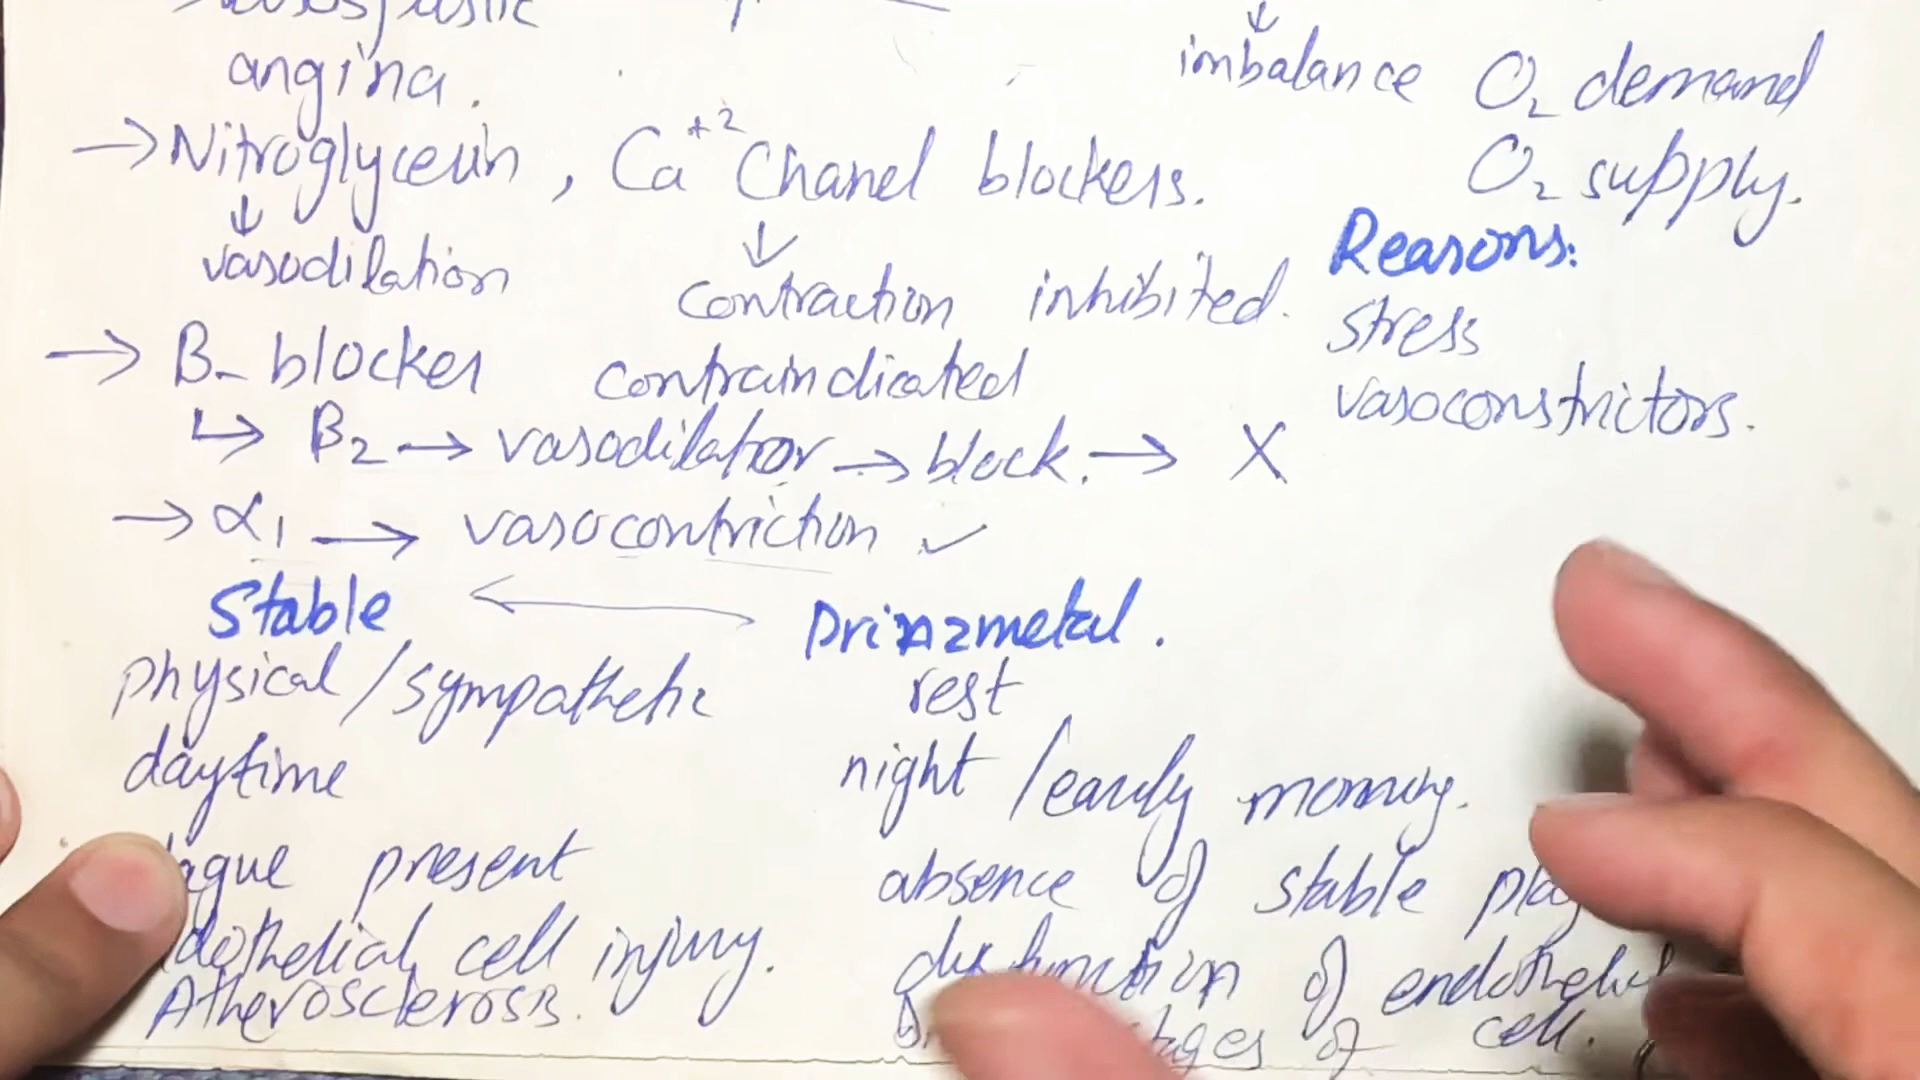 angina.
imbalance O₂ demand
O₂ supply.
→ Nitroglycerin, Ca⁺² Chanel blockers.
↓ ↓
vasodilation contraction inhibited.
Reasons:
stress
vasoconstrictors.
→ B-blocker contraindicated
↳ B₂ → vasodilator → block. → X
→ α₁ → vasocontriction ✓
Stable ← Prinzmetal.
physical/sympathetic rest
daytime night/early morning.
present absence of stable
cell injury. of
Atherosclerosis. of cell.